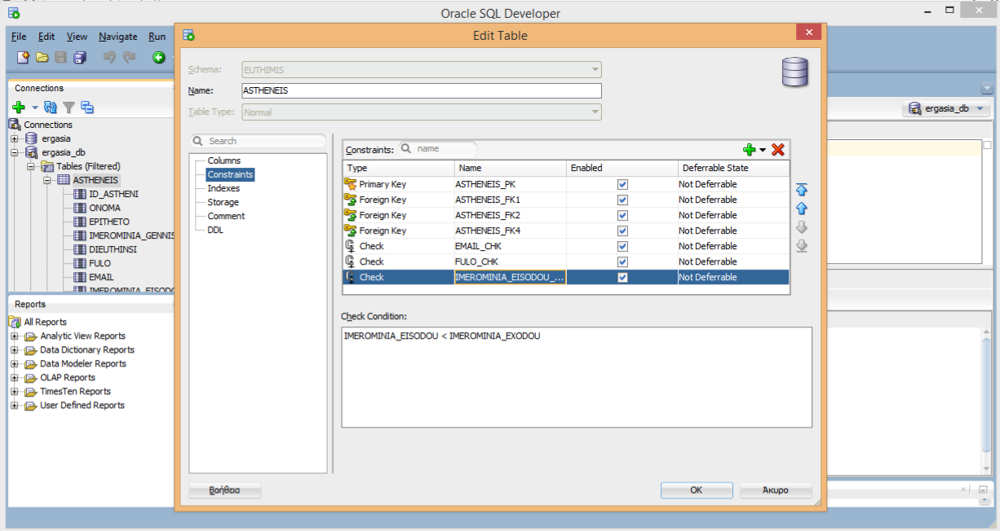 Oracle SQL Developer
File Edit View Navigate Run
Edit Table
Connections
Connections
ergasia
ergasia_db
Tables (Filtered)
ASTHENEIS
ID_ASTHENI
ONOMA
EPITHETO
IMEROMINIA_GENNIS
DIEUTHINSI
FULO
EMAIL
IMEROMINIA_EISODO
Reports
All Reports
Analytic View Reports
Data Dictionary Reports
Data Modeler Reports
OLAP Reports
TimesTen Reports
User Defined Reports
Schema: EUTHIMIS
Name: ASTHENEIS
Table Type: Normal
Search
Columns
Constraints
Indexes
Storage
Comment
DDL
Constraints: name
Type Name Enabled Deferrable State
Primary Key ASTHENEIS_PK Not Deferrable
Foreign Key ASTHENEIS_FK1 Not Deferrable
Foreign Key ASTHENEIS_FK2 Not Deferrable
Foreign Key ASTHENEIS_FK4 Not Deferrable
Check EMAIL_CHK Not Deferrable
Check FULO_CHK Not Deferrable
Check IMEROMINIA_EISODOU_... Not Deferrable
Check Condition:
IMEROMINIA_EISODOU < IMEROMINIA_EXODOU
Βοήθεια OK Άκυρο
ergasia_db